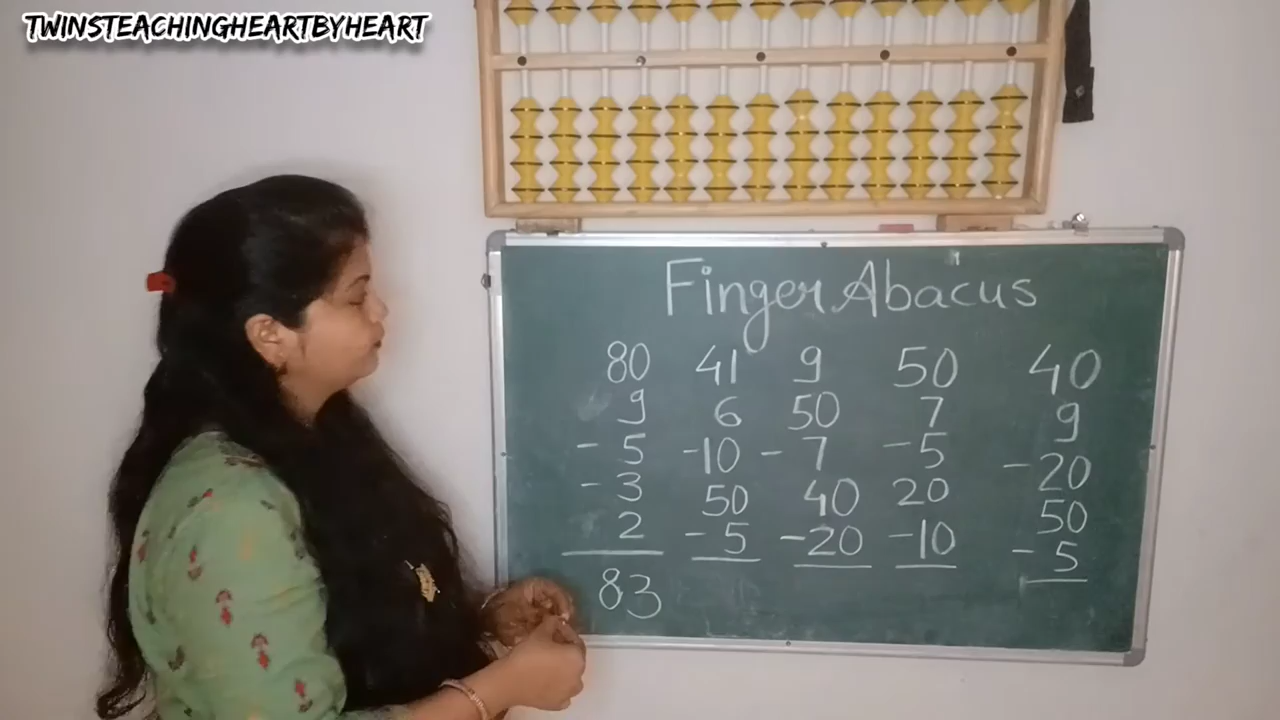 TWINSTEACHINGHEARTBYHEART
Finger Abacus
80 41 9 50 40
9 6 50 7 9
-5 -10 -7 -5 -20
-3 50 40 20 50
2 -5 -20 -10 -5
83